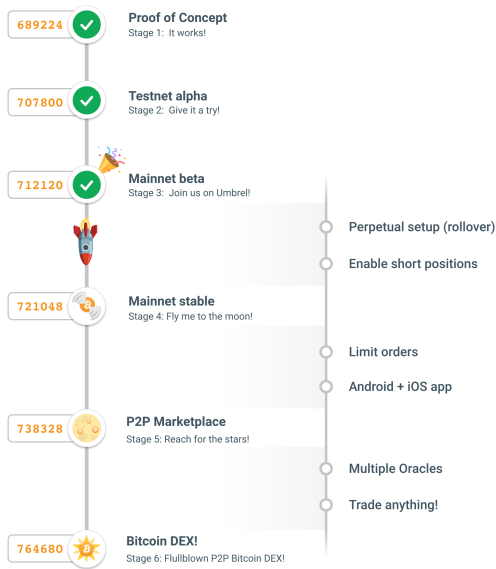 689224
Proof of Concept
Stage 1: It works!
707800
Testnet alpha
Stage 2: Give it a try!
712120
Mainnet beta
Stage 3: Join us on Umbrel!
Perpetual setup (rollover)
Enable short positions
721048
Mainnet stable
Stage 4: Fly me to the moon!
Limit orders
Android + iOS app
738328
P2P Marketplace
Stage 5: Reach for the stars!
Multiple Oracles
Trade anything!
764680
Bitcoin DEX!
Stage 6: Flullblown P2P Bitcoin DEX!